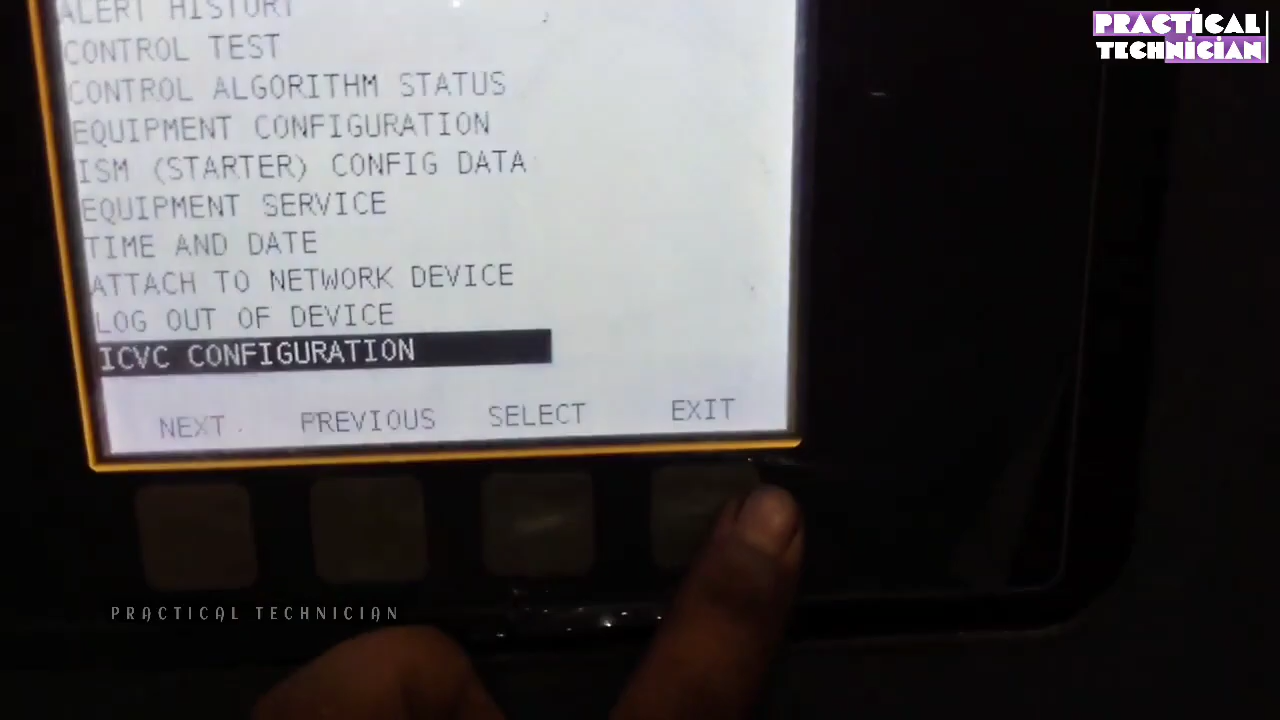 ALERT HISTORY
CONTROL TEST
CONTROL ALGORITHM STATUS
EQUIPMENT CONFIGURATION
ISM (STARTER) CONFIG DATA
EQUIPMENT SERVICE
TIME AND DATE
ATTACH TO NETWORK DEVICE
LOG OUT OF DEVICE
ICVC CONFIGURATION
NEXT PREVIOUS SELECT EXIT
PRACTICAL TECHNICIAN
PRACTICAL
TECHNICIAN